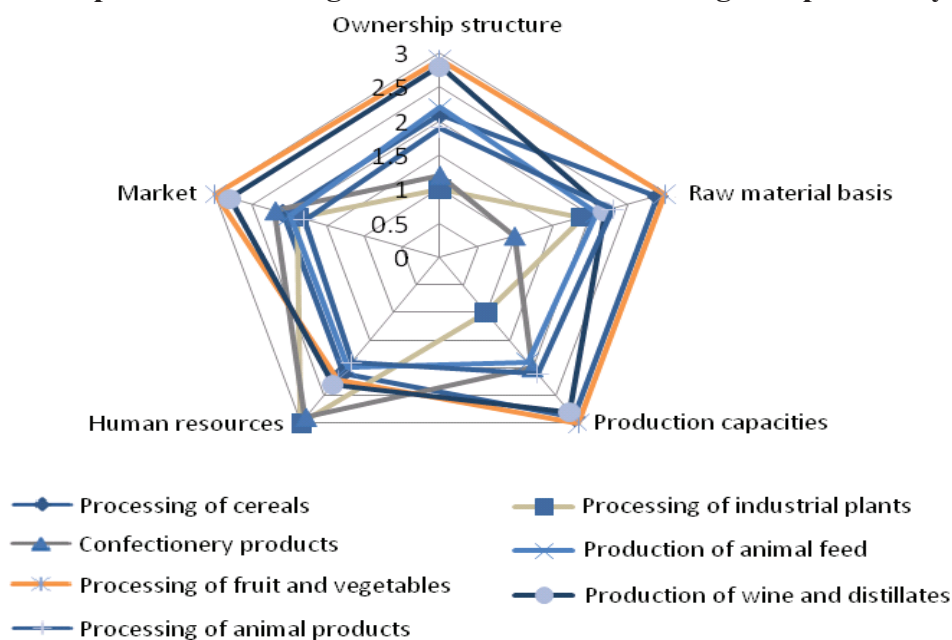 Ownership structure
3
2.5
2
1.5
1
0.5
0
Market
Raw material basis
Human resources
Production capacities
Processing of cereals
Processing of industrial plants
Confectionery products
Production of animal feed
Processing of fruit and vegetables
Production of wine and distillates
Processing of animal products